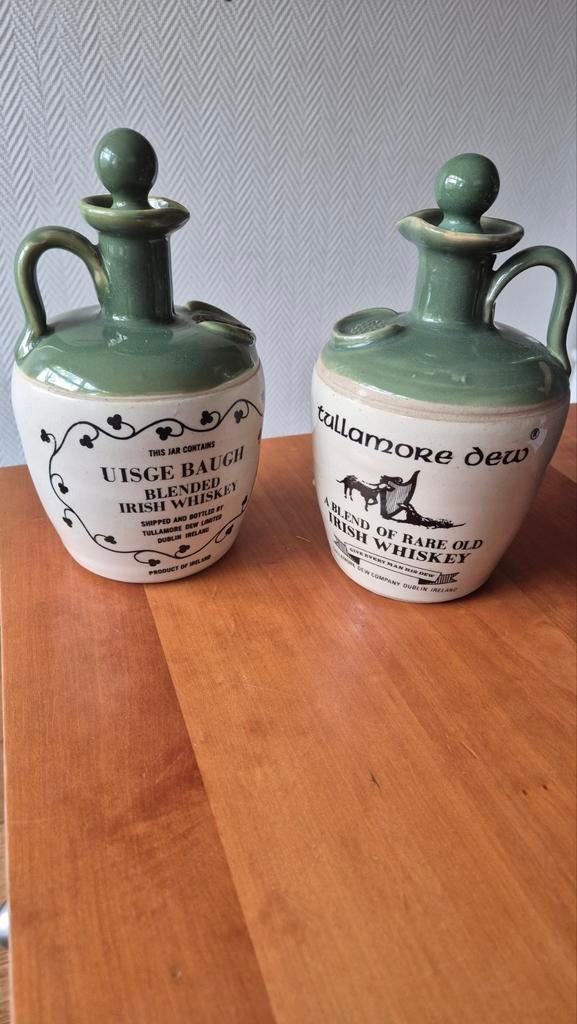 THIS JAR CONTAINS
UISGE BAUGH
BLENDED
IRISH WHISKEY
SHIPPED AND BOTTLED BY
TULLAMORE DEW LIMITED
DUBLIN IRELAND
PRODUCT OF IRELAND
tullamore dew ®
A BLEND OF RARE OLD
IRISH WHISKEY
GIVE EVERY MAN HIS DEW
TULLAMORE DEW COMPANY DUBLIN IRELAND